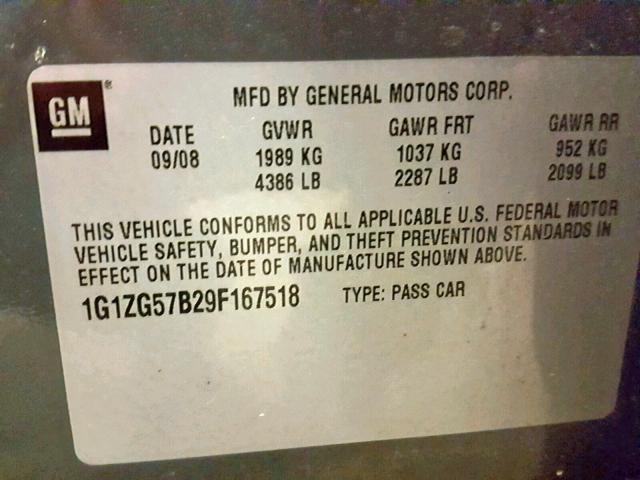 GM
®
MFD BY GENERAL MOTORS CORP.
DATE GVWR GAWR FRT GAWR RR
09/08 1989 KG 1037 KG 952 KG
4386 LB 2287 LB 2099 LB
THIS VEHICLE CONFORMS TO ALL APPLICABLE U.S. FEDERAL MOTOR
VEHICLE SAFETY, BUMPER, AND THEFT PREVENTION STANDARDS IN
EFFECT ON THE DATE OF MANUFACTURE SHOWN ABOVE.
1G1ZG57B29F167518 TYPE: PASS CAR